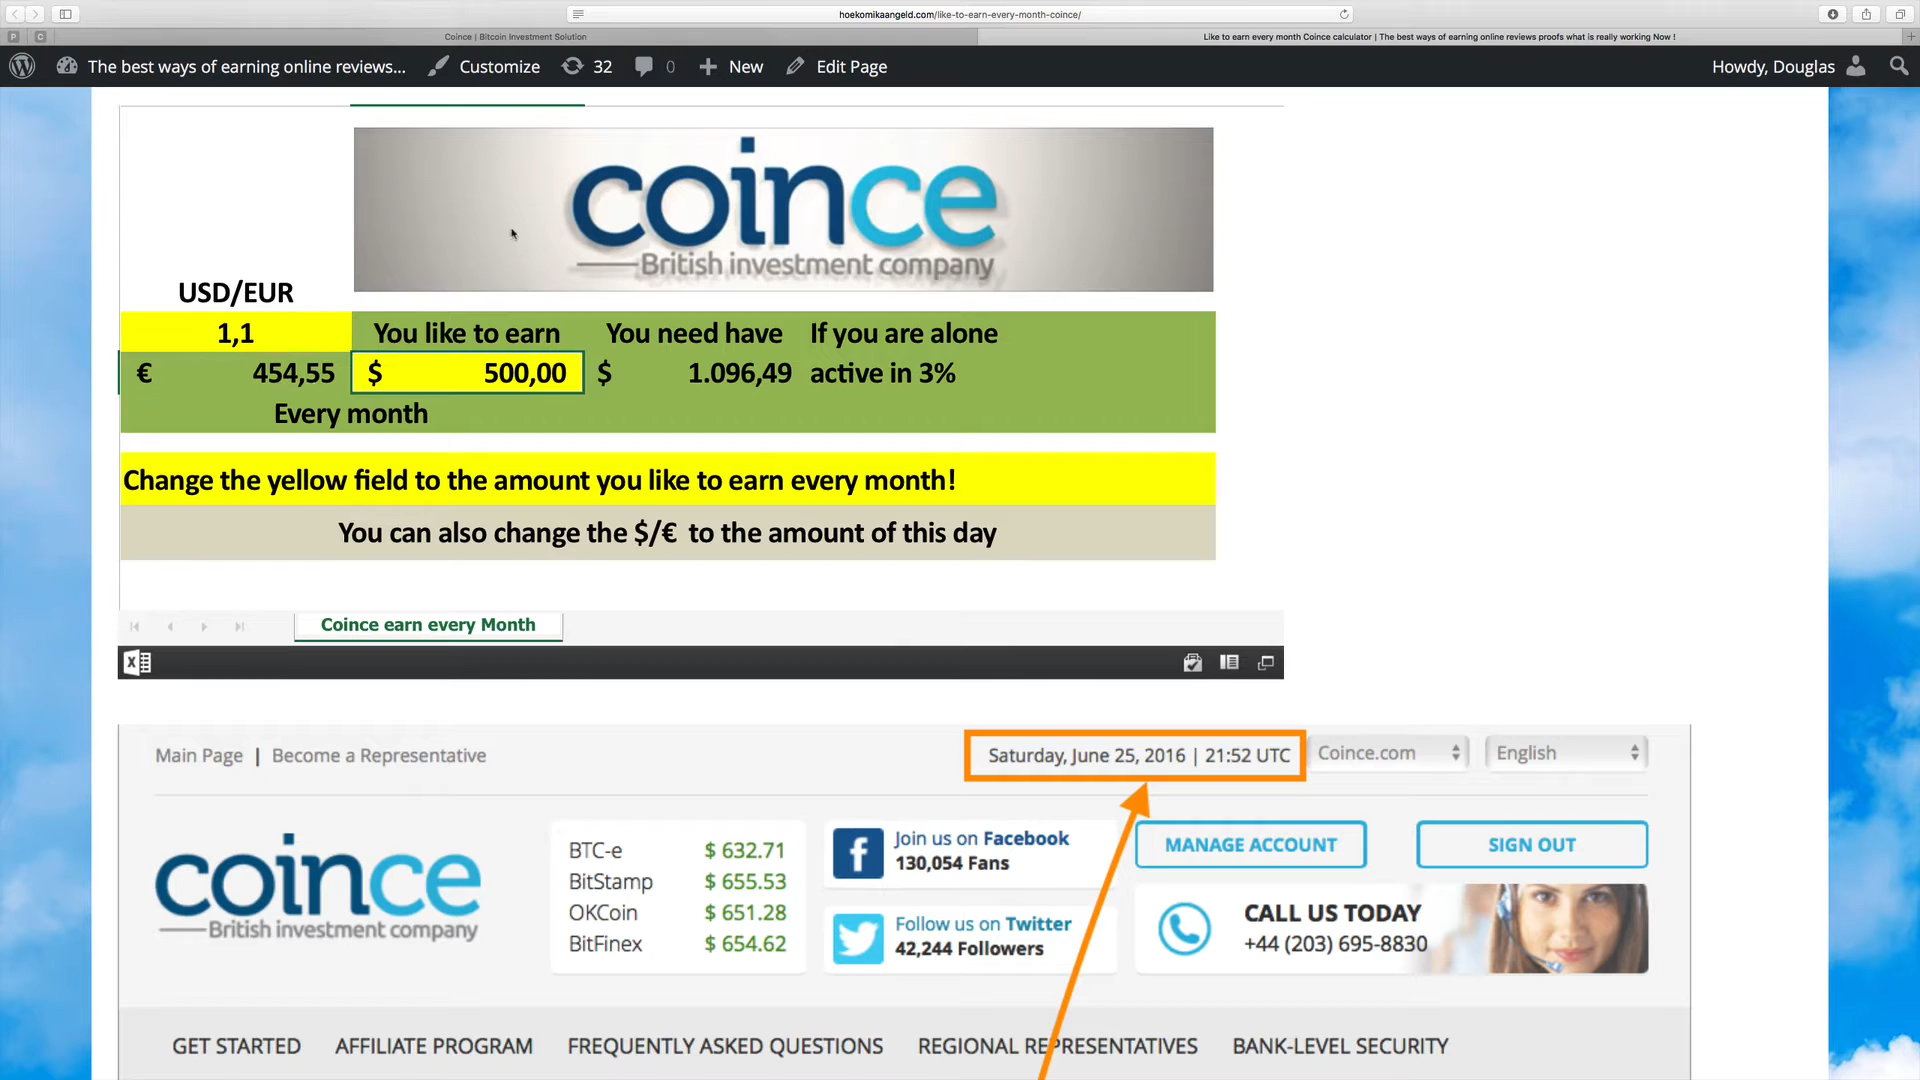 hoekomikaangeld.com/like-to-earn-every-month-coince/
P
C
Coince | Bitcoin Investment Solution
Like to earn every month Coince calculator | The best ways of earning online reviews proofs what is really working Now !
The best ways of earning online reviews...
Customize
32
0
New
Edit Page
Howdy, Douglas
coince
British investment company
USD/EUR
1,1
You like to earn
You need have
If you are alone
€ 454,55
$ 500,00
$ 1.096,49
active in 3%
Every month
Change the yellow field to the amount you like to earn every month!
You can also change the $/€ to the amount of this day
Coince earn every Month
Main Page | Become a Representative
Saturday, June 25, 2016 | 21:52 UTC
Coince.com
English
coince
British investment company
BTC-e $ 632.71
BitStamp $ 655.53
OKCoin $ 651.28
BitFinex $ 654.62
Join us on Facebook
130,054 Fans
Follow us on Twitter
42,244 Followers
MANAGE ACCOUNT
SIGN OUT
CALL US TODAY
+44 (203) 695-8830
GET STARTED
AFFILIATE PROGRAM
FREQUENTLY ASKED QUESTIONS
REGIONAL REPRESENTATIVES
BANK-LEVEL SECURITY